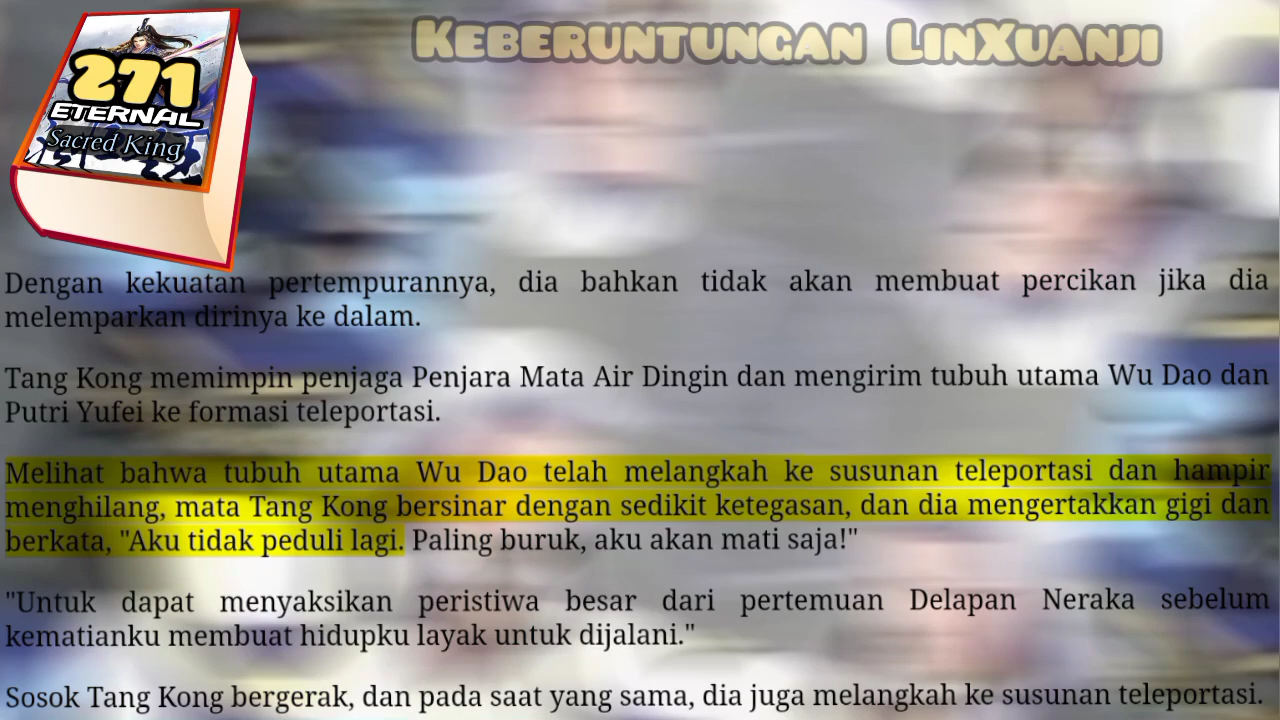 Keberuntungan LinXuanji
271
ETERNAL
Sacred King
Dengan kekuatan pertempurannya, dia bahkan tidak akan membuat percikan jika dia
melemparkan dirinya ke dalam.
Tang Kong memimpin penjaga Penjara Mata Air Dingin dan mengirim tubuh utama Wu Dao dan
Putri Yufei ke formasi teleportasi.
Melihat bahwa tubuh utama Wu Dao telah melangkah ke susunan teleportasi dan hampir
menghilang, mata Tang Kong bersinar dengan sedikit ketegasan, dan dia mengertakkan gigi dan
berkata, "Aku tidak peduli lagi. Paling buruk, aku akan mati saja!"
"Untuk dapat menyaksikan peristiwa besar dari pertemuan Delapan Neraka sebelum
kematianku membuat hidupku layak untuk dijalani."
Sosok Tang Kong bergerak, dan pada saat yang sama, dia juga melangkah ke susunan teleportasi.